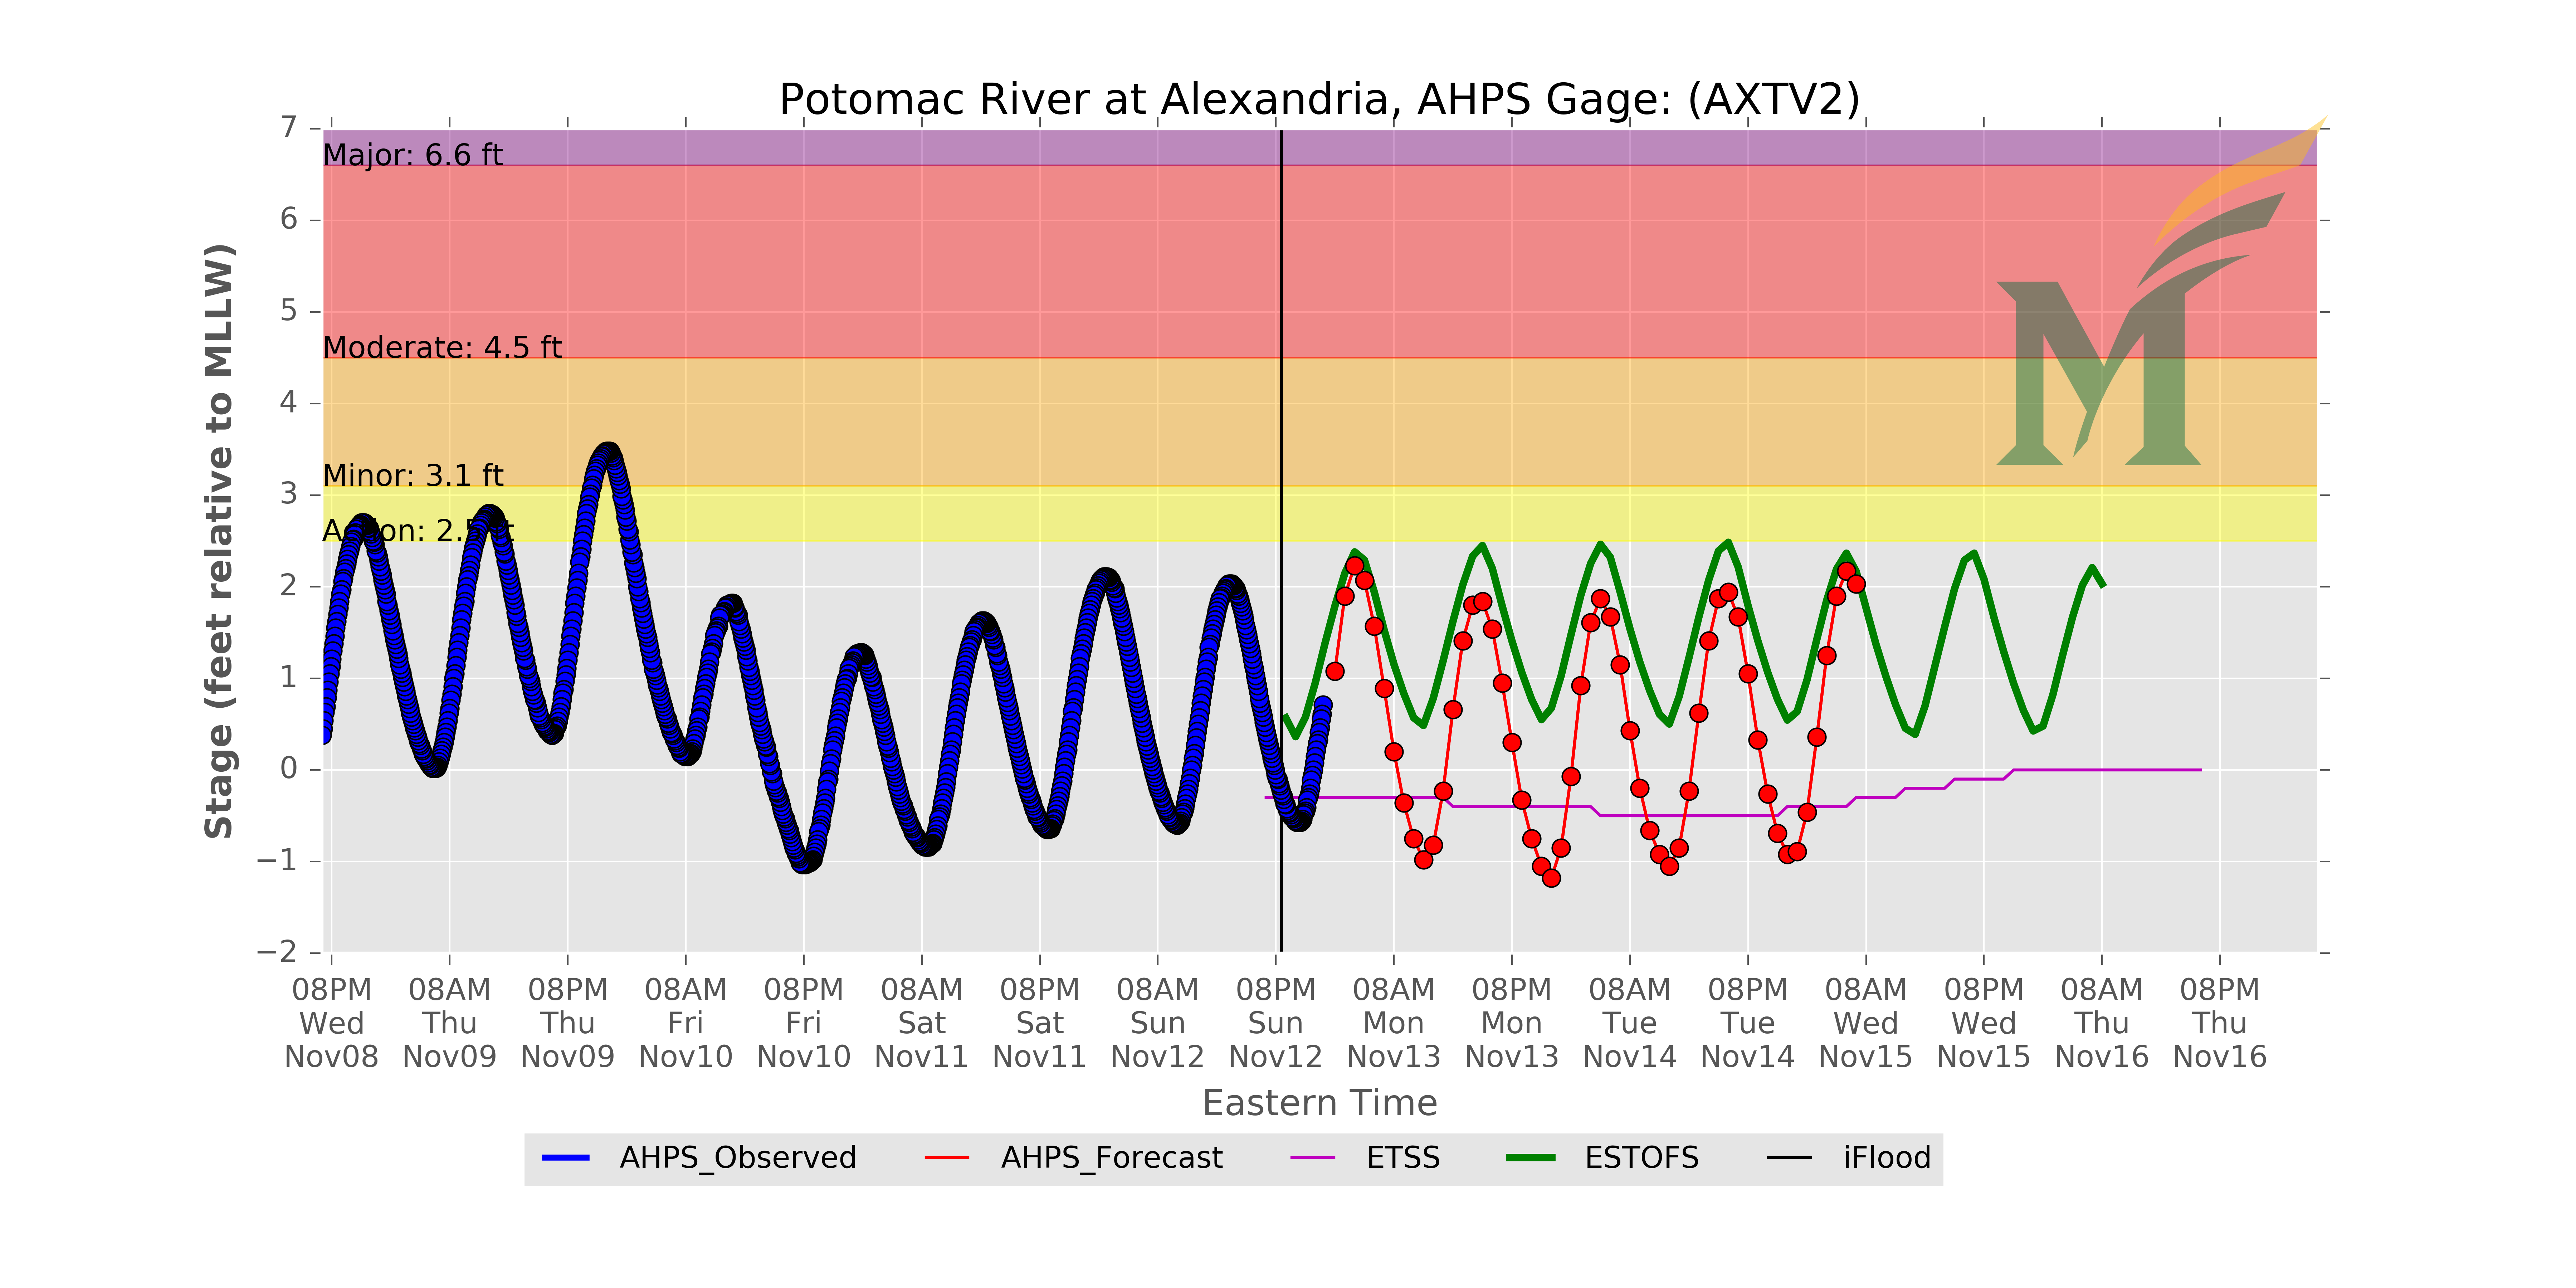 Potomac River at Alexandria, AHPS Gage: (AXTV2)
Stage (feet relative to MLLW)
7
6
5
4
3
2
1
0
−1
−2
Major: 6.6 ft
Moderate: 4.5 ft
Minor: 3.1 ft
Action: 2.5 ft
08PM 08AM 08PM 08AM 08PM 08AM 08PM 08AM 08PM 08AM 08PM 08AM 08PM 08AM 08PM 08AM 08PM
Wed Thu Thu Fri Fri Sat Sat Sun Sun Mon Mon Tue Tue Wed Wed Thu Thu
Nov08 Nov09 Nov09 Nov10 Nov10 Nov11 Nov11 Nov12 Nov12 Nov13 Nov13 Nov14 Nov14 Nov15 Nov15 Nov16 Nov16
Eastern Time
AHPS_Observed AHPS_Forecast ETSS ESTOFS iFlood